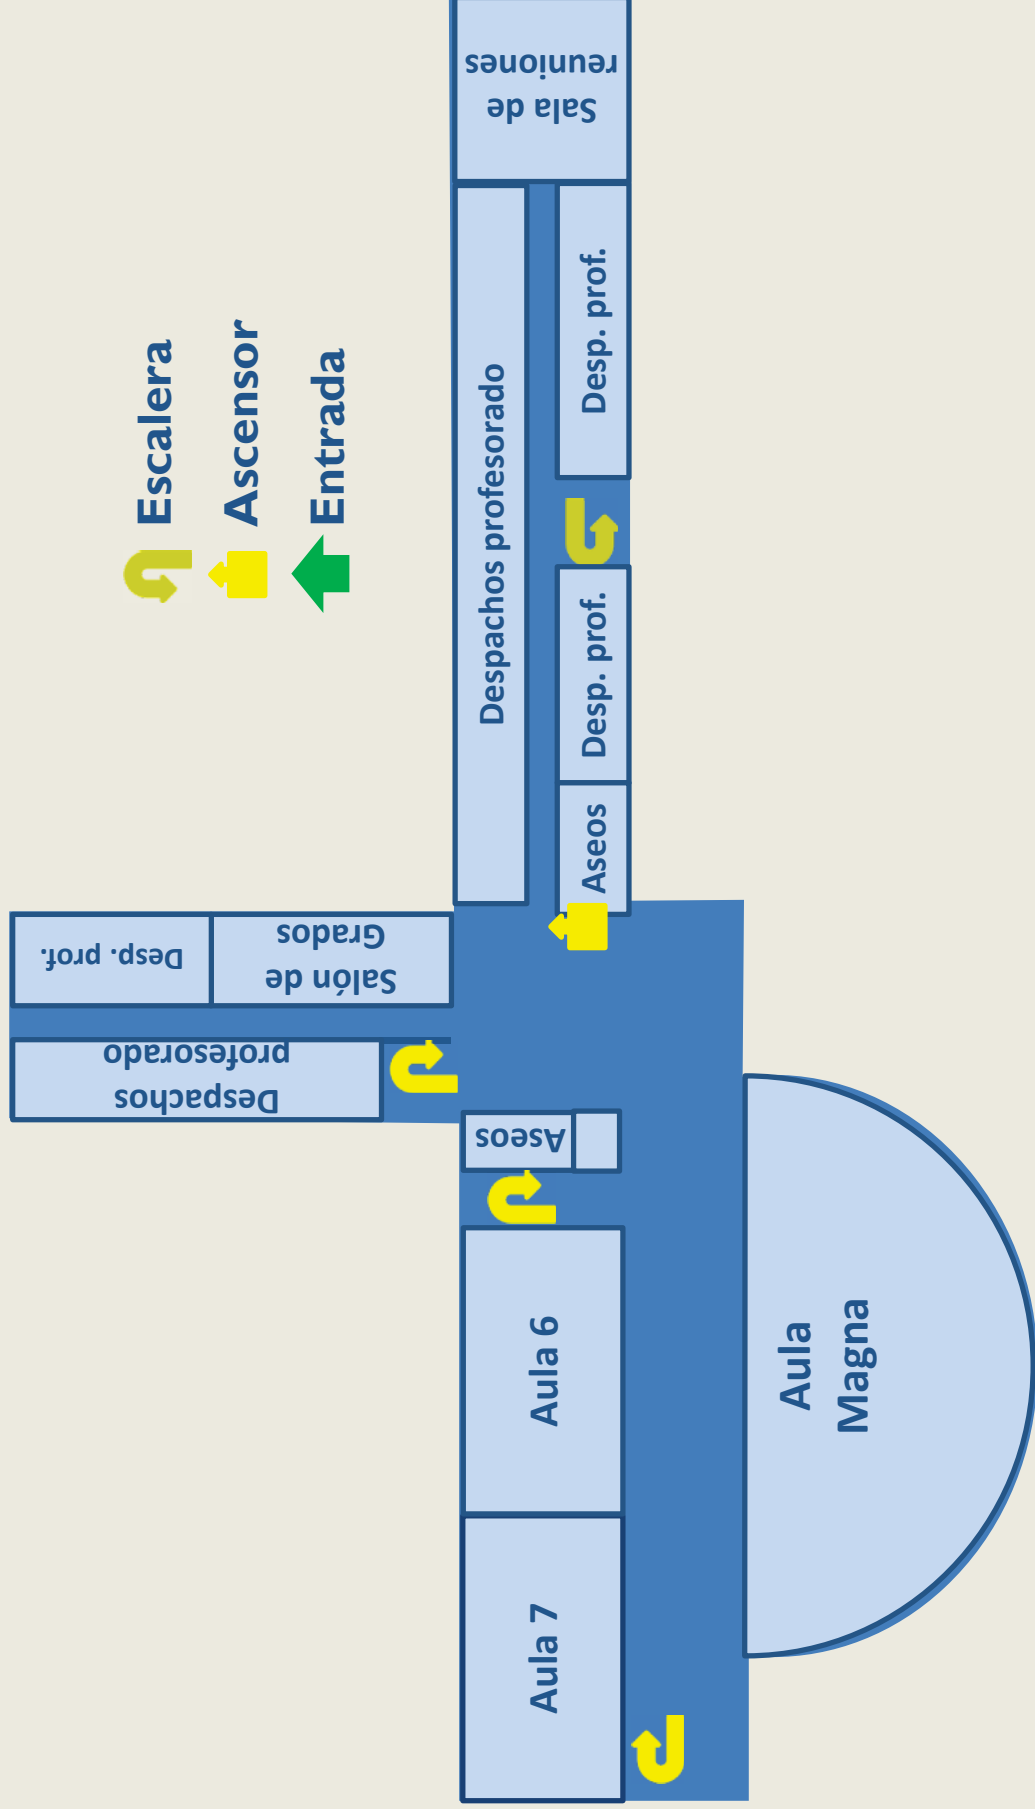 Escalera
Ascensor
Entrada
Sala de
reuniones
Despachos profesorado
Desp. prof.
Desp. prof.
Aseos
Desp. prof.
Salón de
Grados
Despachos
profesorado
Aseos
Aula 6
Aula 7
Aula
Magna